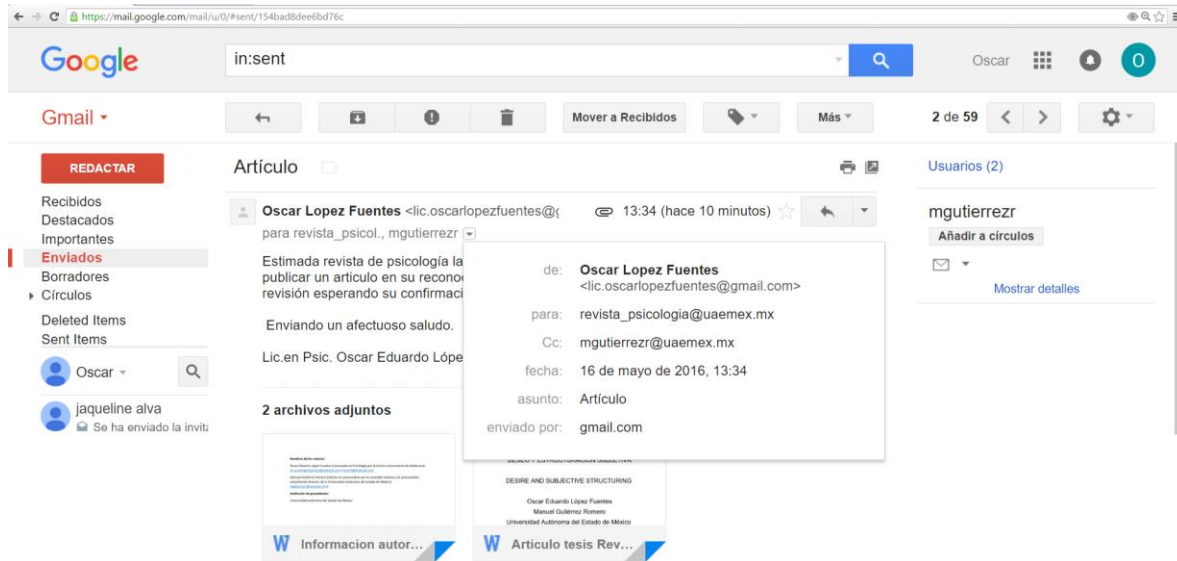 https://mail.google.com/mail/u/0/#sent/154bad8dee6bd76c
Google
in:sent
Oscar
O
Gmail
Mover a Recibidos
Más
2 de 59
REDACTAR
Artículo
Usuarios (2)
Recibidos
Destacados
Importantes
Enviados
Borradores
Círculos
Deleted Items
Sent Items
Oscar
jaqueline alva
Se ha enviado la invita
Oscar Lopez Fuentes <lic.oscarlopezfuentes@g
13:34 (hace 10 minutos)
para revista_psicol., mgutierrezr
Estimada revista de psicología la
publicar un articulo en su recono
revisión esperando su confirmaci
Enviando un afectuoso saludo.
Lic.en Psic. Oscar Eduardo Lópe
de: Oscar Lopez Fuentes
<lic.oscarlopezfuentes@gmail.com>
para: revista_psicologia@uaemex.mx
Cc: mgutierrezr@uaemex.mx
fecha: 16 de mayo de 2016, 13:34
asunto: Artículo
enviado por: gmail.com
mgutierrezr
Añadir a círculos
Mostrar detalles
2 archivos adjuntos
DESIRE AND SUBJECTIVE STRUCTURING
Oscar Eduardo López Fuentes
Manuel Gutiérrez Romero
Universidad Autónoma del Estado de México
W Informacion autor...
W Articulo tesis Rev...